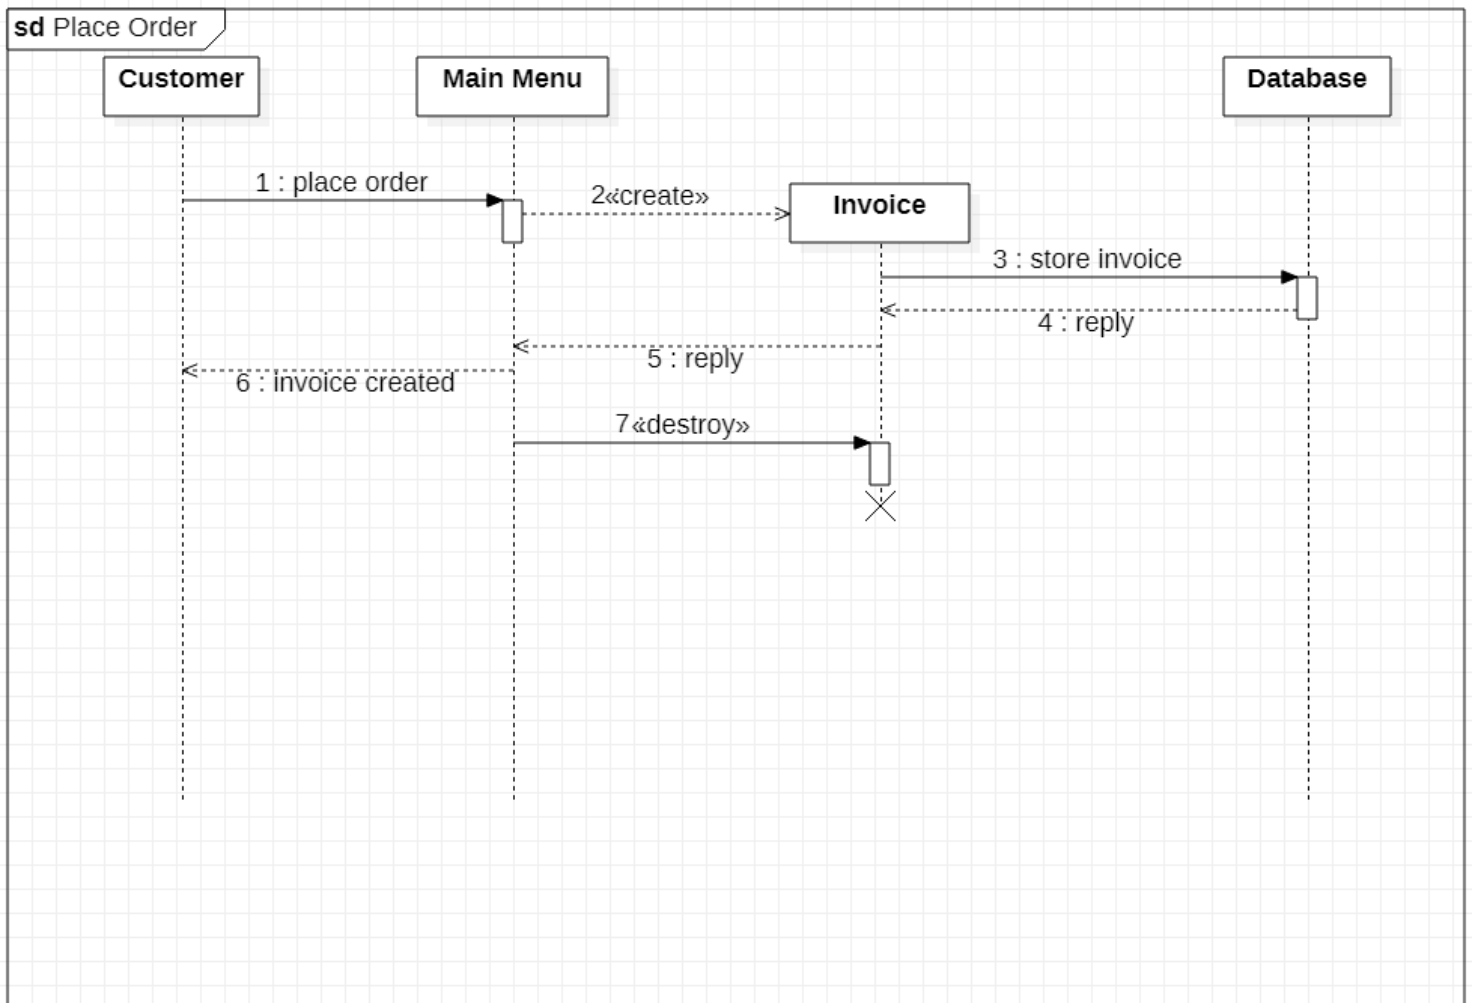 sd Place Order
Customer
Main Menu
Database
1 : place order
2«create»
Invoice
3 : store invoice
4 : reply
5 : reply
6 : invoice created
7«destroy»